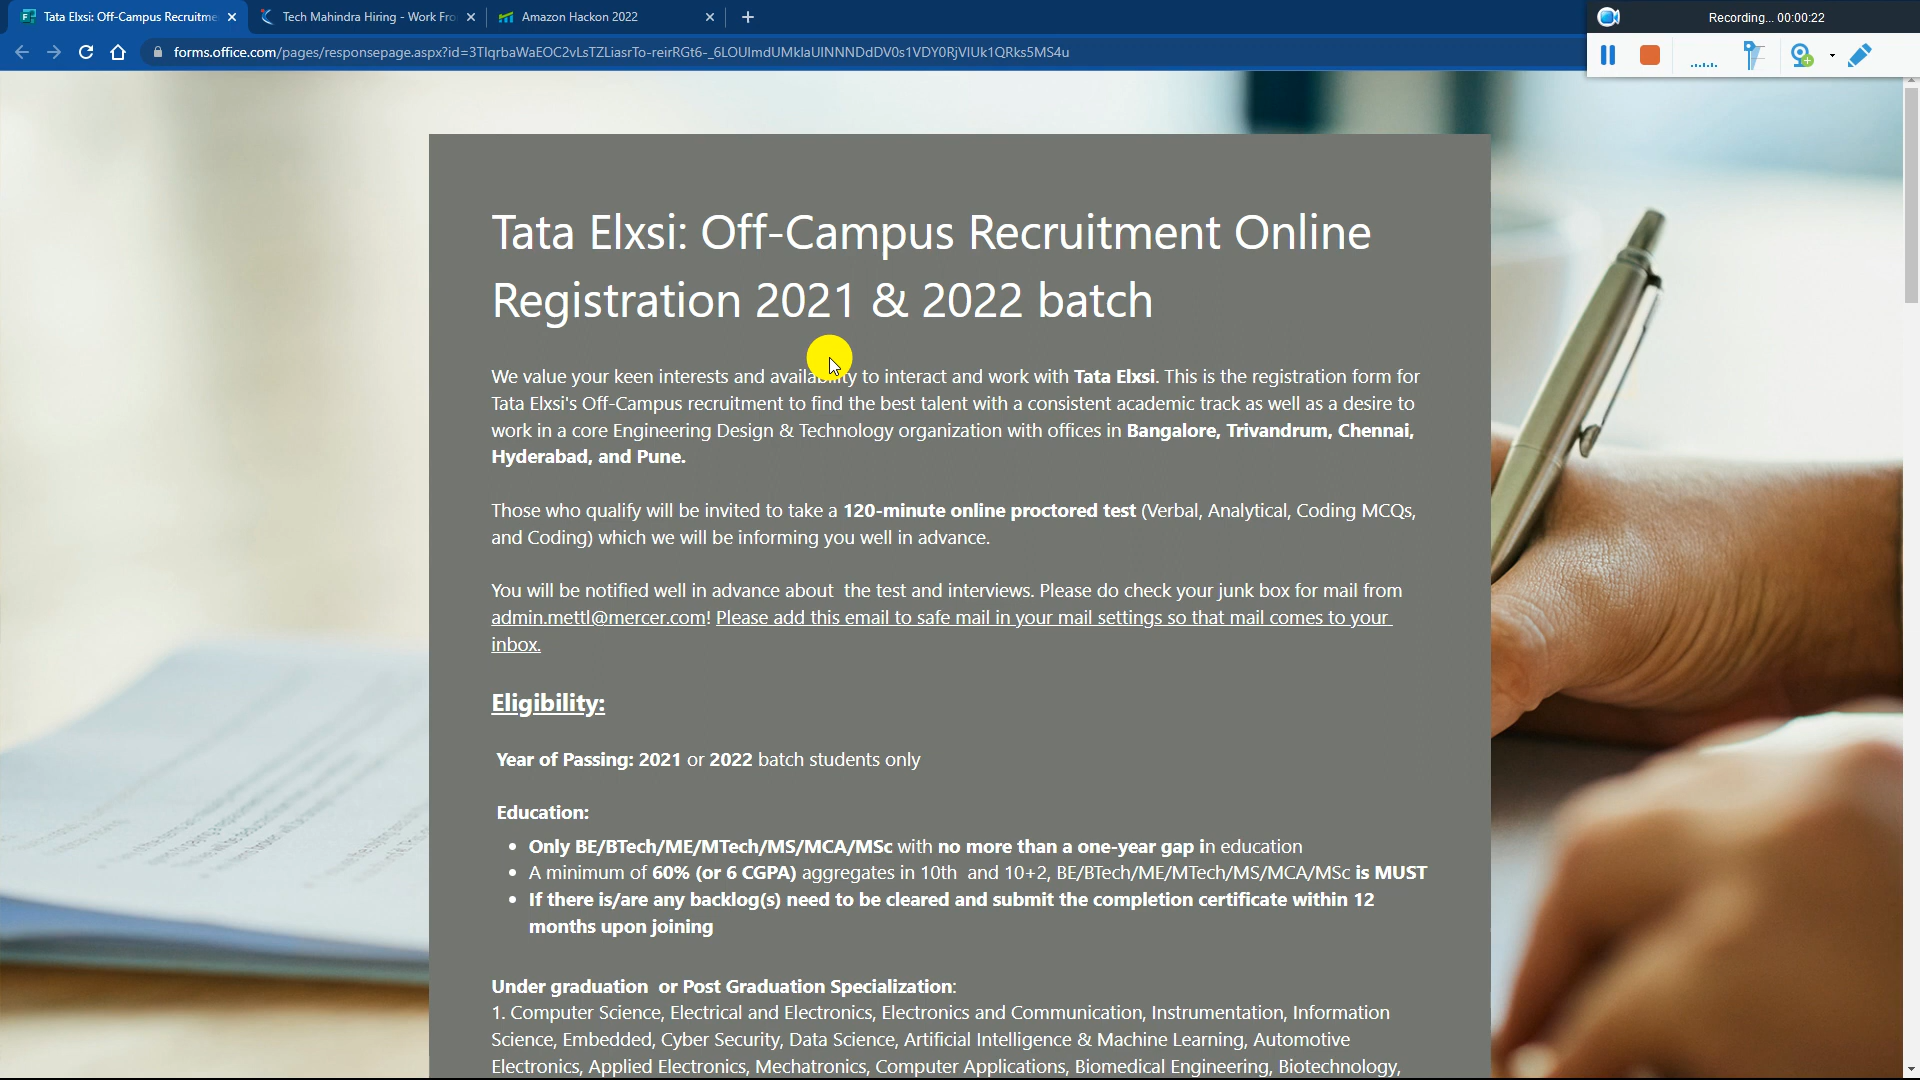 Tata Elxsi: Off-Campus Recruitme
Tech Mahindra Hiring - Work Fro
Amazon Hackon 2022
Recording... 00:00:22
forms.office.com/pages/responsepage.aspx?id=3TlqrbaWaEOC2vLsTZLiasrTo-reirRGt6-_6LOUlmdUMklaUlNNNDdDV0s1VDY0RjVIUk1QRks5MS4u
Tata Elxsi: Off-Campus Recruitment Online
Registration 2021 & 2022 batch
We value your keen interests and availability to interact and work with Tata Elxsi. This is the registration form for
Tata Elxsi's Off-Campus recruitment to find the best talent with a consistent academic track as well as a desire to
work in a core Engineering Design & Technology organization with offices in Bangalore, Trivandrum, Chennai,
Hyderabad, and Pune.
Those who qualify will be invited to take a 120-minute online proctored test (Verbal, Analytical, Coding MCQs,
and Coding) which we will be informing you well in advance.
You will be notified well in advance about  the test and interviews. Please do check your junk box for mail from
admin.mettl@mercer.com! Please add this email to safe mail in your mail settings so that mail comes to your
inbox.
Eligibility:
Year of Passing: 2021 or 2022 batch students only
Education:
• Only BE/BTech/ME/MTech/MS/MCA/MSc with no more than a one-year gap in education
• A minimum of 60% (or 6 CGPA) aggregates in 10th  and 10+2, BE/BTech/ME/MTech/MS/MCA/MSc is MUST
• If there is/are any backlog(s) need to be cleared and submit the completion certificate within 12
months upon joining
Under graduation  or Post Graduation Specialization:
1. Computer Science, Electrical and Electronics, Electronics and Communication, Instrumentation, Information
Science, Embedded, Cyber Security, Data Science, Artificial Intelligence & Machine Learning, Automotive
Electronics, Applied Electronics, Mechatronics, Computer Applications, Biomedical Engineering, Biotechnology,